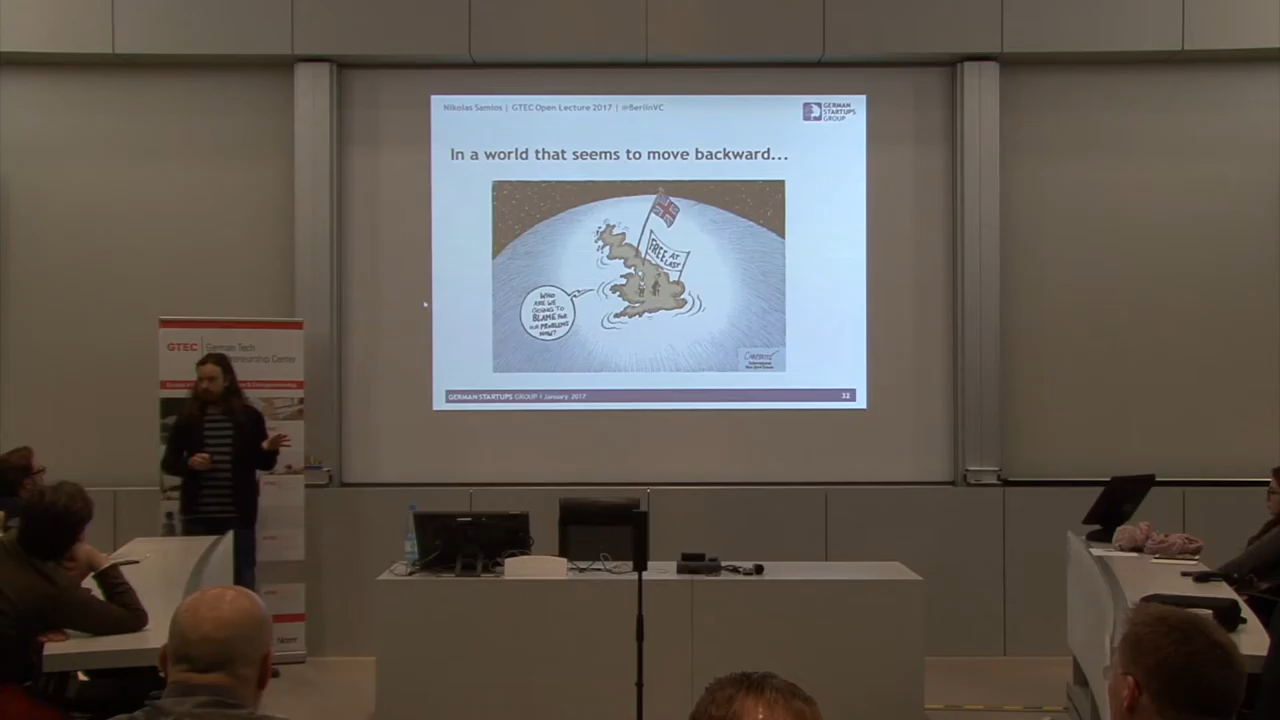 Nikolas Samios | GTEC Open Lecture 2017 | @BerlinVC
GERMAN
STARTUPS
GROUP
In a world that seems to move backward...
FREE AT
LAST
WHO
ARE WE
GOING TO
BLAME FOR
OUR PROBLEMS
NOW?
GERMAN STARTUPS GROUP I January 2017
32
GTEC
German Tech
Center